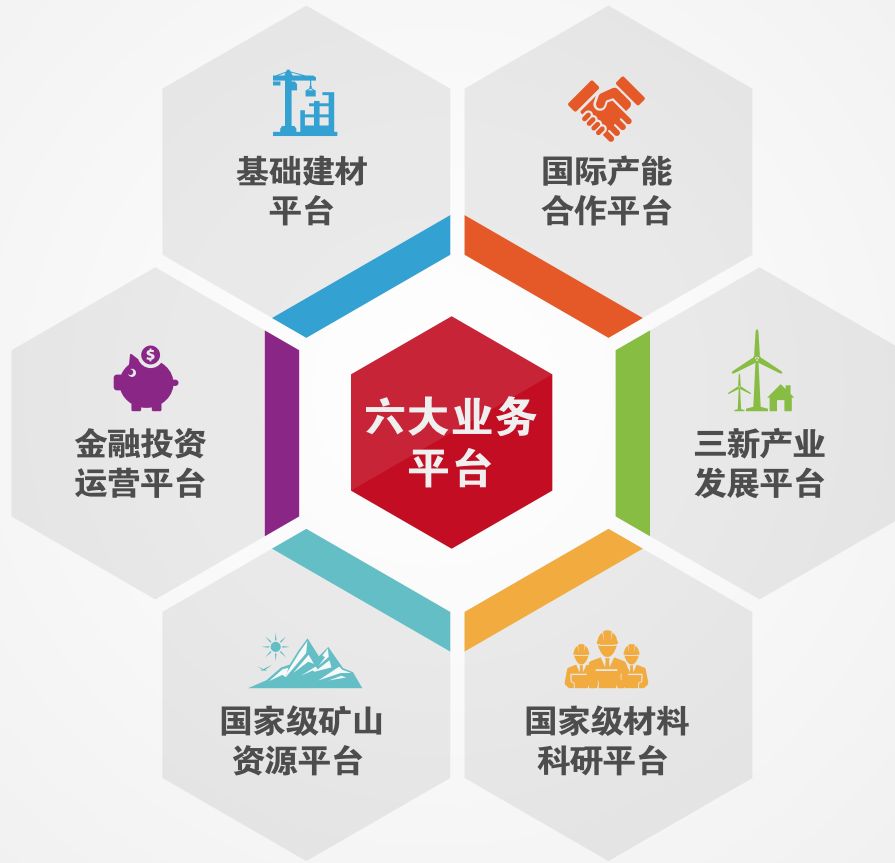 基础建材
平台
国际产能
合作平台
金融投资
运营平台
六大业务
平台
三新产业
发展平台
国家级矿山
资源平台
国家级材料
科研平台